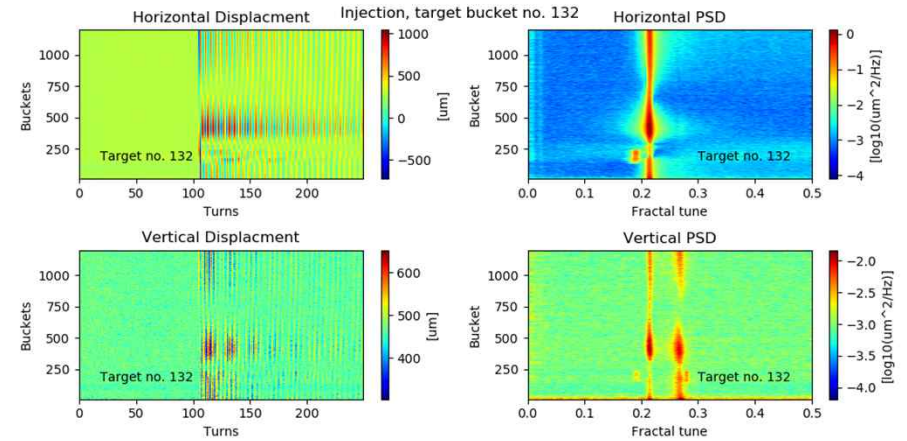 Injection, target bucket no. 132
Horizontal Displacment
Buckets
1000
750
500
250
Target no. 132
0
50
100
150
200
Turns
1000
500
0
−500
[um]
Horizontal PSD
Bucket
1000
750
500
250
Target no. 132
0.0
0.1
0.2
0.3
0.4
0.5
Fractal tune
0
−1
−2
−3
−4
[log10(um^2/Hz)]
Vertical Displacment
Buckets
1000
750
500
250
Target no. 132
0
50
100
150
200
Turns
600
500
400
[um]
Vertical PSD
Bucket
1000
750
500
250
Target no. 132
0.0
0.1
0.2
0.3
0.4
0.5
Fractal tune
−2.0
−2.5
−3.0
−3.5
−4.0
[log10(um^2/Hz)]